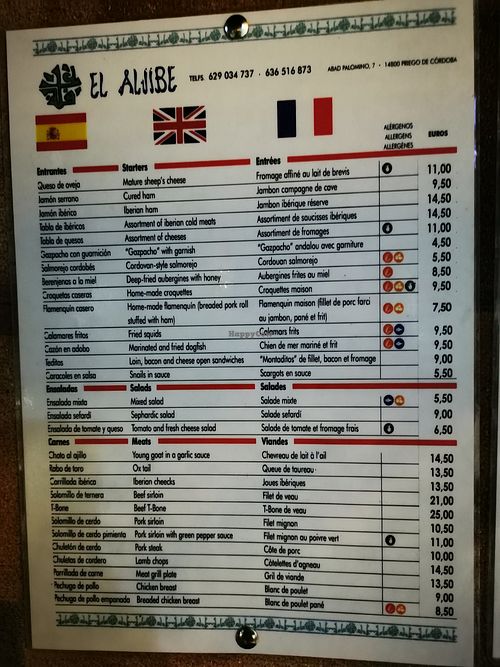 EL ALJIBE
TELFS. 629 034 737 · 636 516 873
ABAD PALOMINO, 7 · 14800 PRIEGO DE CÓRDOBA
ALÉRGENOS
ALLERGENS
ALLERGÉNES
EUROS
Entrantes Starters Entrées
Queso de oveja Mature sheep's cheese Fromage affiné au lait de brevis 11,00
Jamón serrano Cured ham Jambon campagne de cave 9,50
Jamón ibérico Iberian ham Jambon ibérique réserve 14,50
Tabla de ibéricos Assortment of iberian cold meats Assortiment de saucisses ibériques 14,50
Tabla de quesos Assortment of cheeses Assortiment de fromages 11,00
Gazpacho con guarnición "Gazpacho" with garnish "Gazpacho" andalou avec garniture 4,50
Salmorejo cordobés Cordovan-style salmorejo Cordouan salmorejo 5,50
Berenjenas a la miel Deep-fried aubergines with honey Aubergines frites au miel 8,50
Croquetas caseras Home-made croquettes Croquettes maison 9,50
Flamenquín casero Home-made flamenquín (breaded pork roll Flamenquín maison (fillet de porc farci 7,50
stuffed with ham) au jambon, pané et frit)
Calamares fritos Fried squids Calamars frits 9,50
Cazón en adobo Marinated and fried dogfish Chien de mer mariné et frit 9,50
Teditos Loin, bacon and cheese open sandwiches "Montaditos" de fillet, bacon et fromage 9,00
Caracoles en salsa Snails in sauce Scargots en sauce 5,50
Ensaladas Salads Salades
Ensalada mixta Mixed salad Salade mixte 5,50
Ensalada sefardí Sephardic salad Salade sefardí 9,00
Ensalada de tomate y queso Tomato and fresh cheese salad Salade de tomate et fromage frais 6,50
Carnes Meats Viandes
Choto al ajillo Young goat in a garlic sauce Chevreau de lait à l'ail 14,50
Rabo de toro Ox tail Queue de taureau 13,50
Carrillada ibérica Iberian cheecks Joues ibériques 13,50
Solomillo de ternera Beef sirloin Filet de veau 21,00
T-Bone Beef T-Bone T-Bone de veau 25,00
Solomillo de cerdo Pork sirloin Filet mignon 10,50
Solomillo de cerdo pimienta Pork sirloin with green pepper sauce Filet mignon au poivre vert 11,00
Chuletón de cerdo Pork steak Côte de porc 10,00
Chuletas de cordero Lamb chops Côtelettes d'agneau 14,50
Parrillada de carne Meat grill plate Gril de viande 13,50
Pechuga de pollo Chicken breast Blanc de poulet 9,00
Pechuga de pollo empanada Breaded chicken breast Blanc de poulet pané 8,50